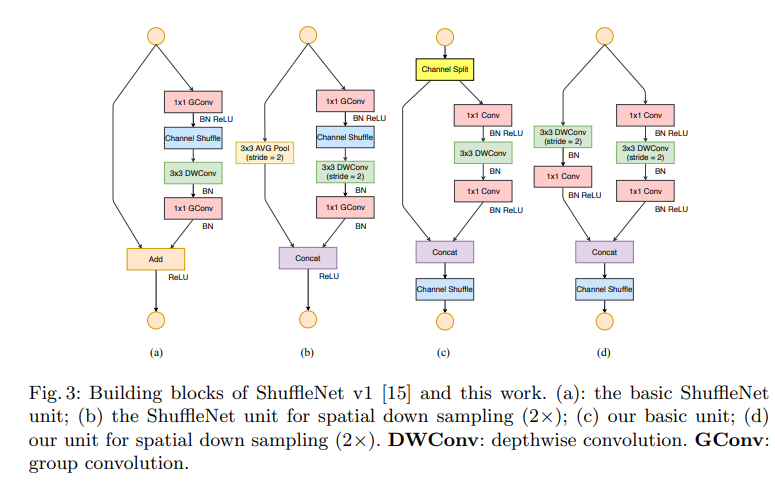 Channel Split
1x1 GConv
BN ReLU
Channel Shuffle
3x3 DWConv
BN
1x1 GConv
BN
Add
ReLU
(a)
3x3 AVG Pool
(stride = 2)
1x1 GConv
BN ReLU
Channel Shuffle
3x3 DWConv
(stride = 2)
BN
1x1 GConv
BN
Concat
ReLU
(b)
1x1 Conv
BN ReLU
3x3 DWConv
BN
1x1 Conv
BN ReLU
Concat
Channel Shuffle
(c)
3x3 DWConv
(stride = 2)
BN
1x1 Conv
BN ReLU
1x1 Conv
BN ReLU
3x3 DWConv
(stride = 2)
BN
1x1 Conv
BN ReLU
Concat
Channel Shuffle
(d)
Fig. 3: Building blocks of ShuffleNet v1 [15] and this work. (a): the basic ShuffleNet
unit; (b) the ShuffleNet unit for spatial down sampling (2×); (c) our basic unit; (d)
our unit for spatial down sampling (2×). DWConv: depthwise convolution. GConv:
group convolution.